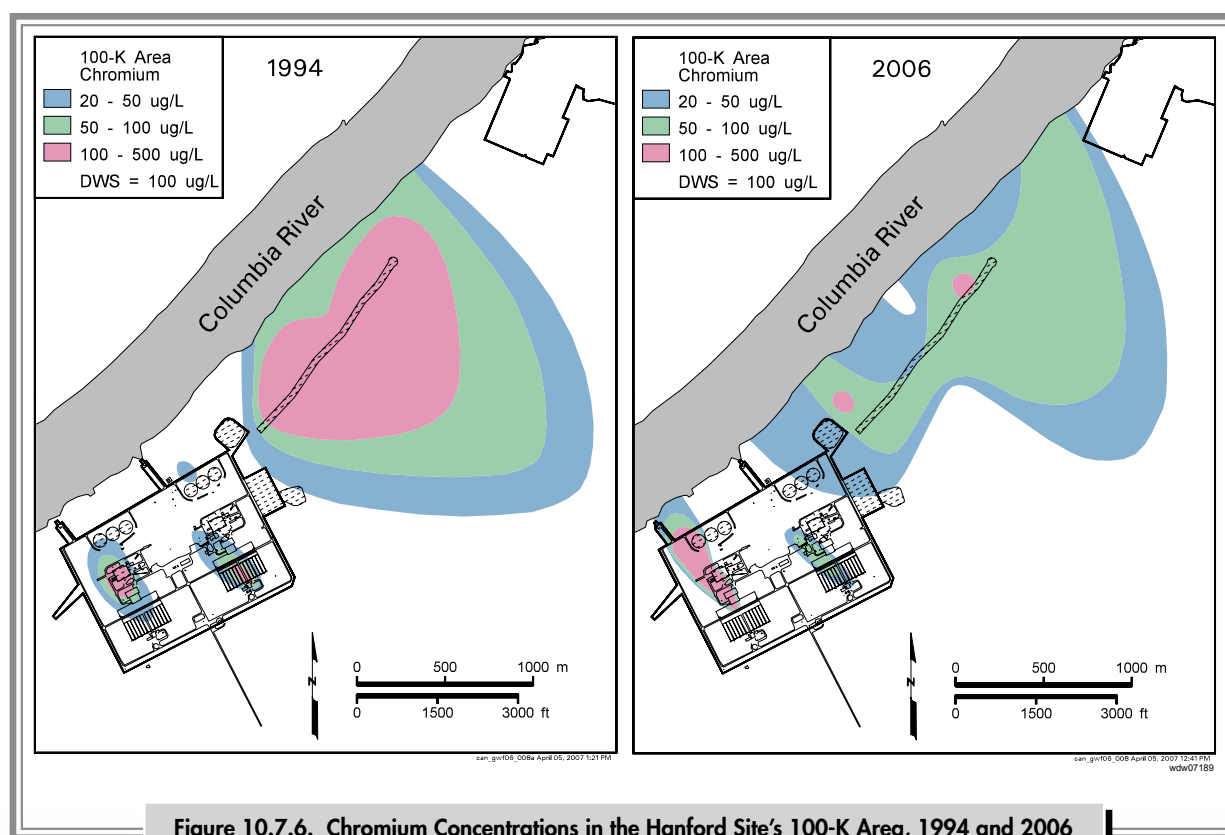 100-K Area
Chromium
20 - 50 ug/L
50 - 100 ug/L
100 - 500 ug/L
DWS = 100 ug/L
1994
Columbia River
N
0 500 1000 m
0 1500 3000 ft
can_gwf06_008a April 05, 2007 1:21 PM
100-K Area
Chromium
20 - 50 ug/L
50 - 100 ug/L
100 - 500 ug/L
DWS = 100 ug/L
2006
Columbia River
N
0 500 1000 m
0 1500 3000 ft
can_gwf06_008 April 05, 2007 12:41 PM
wdw07189
Figure 10.7.6. Chromium Concentrations in the Hanford Site's 100-K Area, 1994 and 2006